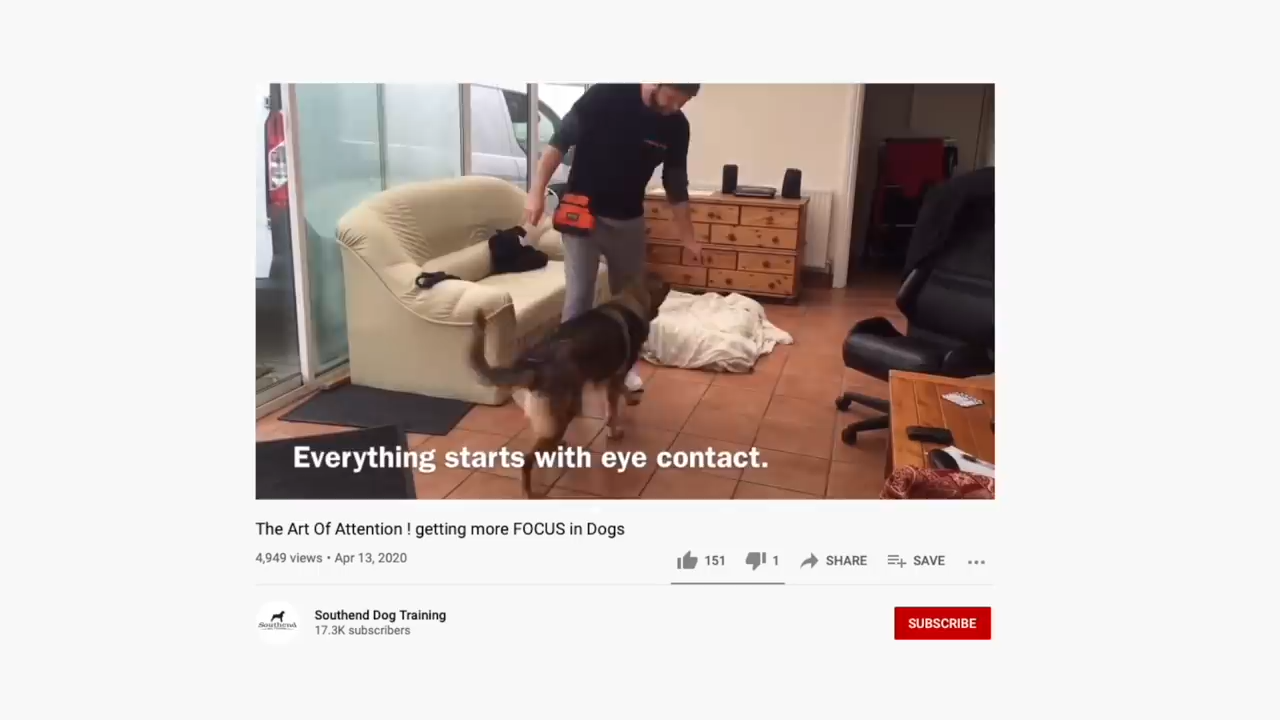 Everything starts with eye contact.
The Art Of Attention ! getting more FOCUS in Dogs
4,949 views • Apr 13, 2020
151
1
SHARE
SAVE
Southend
Southend Dog Training
17.3K subscribers
SUBSCRIBE